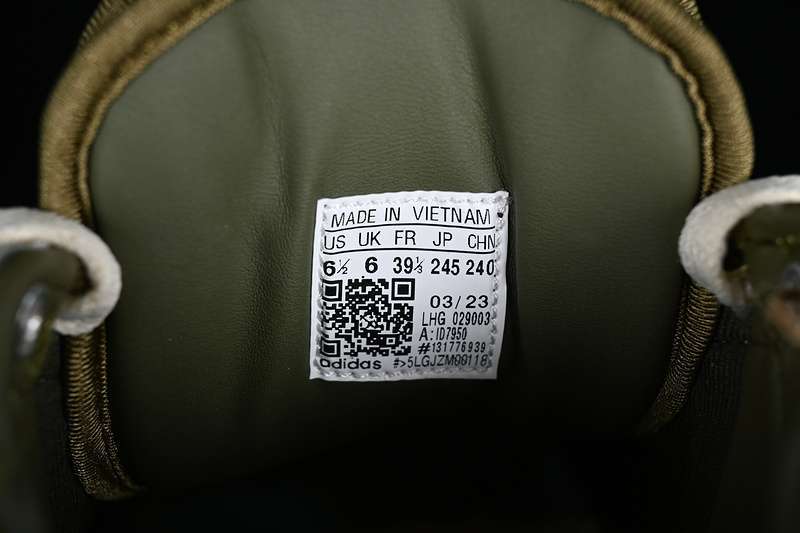 MADE IN VIETNAM
US UK FR JP CHN
6½ 6 39⅓ 245 240
03/23
LHG 029003
A:ID7950
#131776939
adidas #>5LGJZM00118